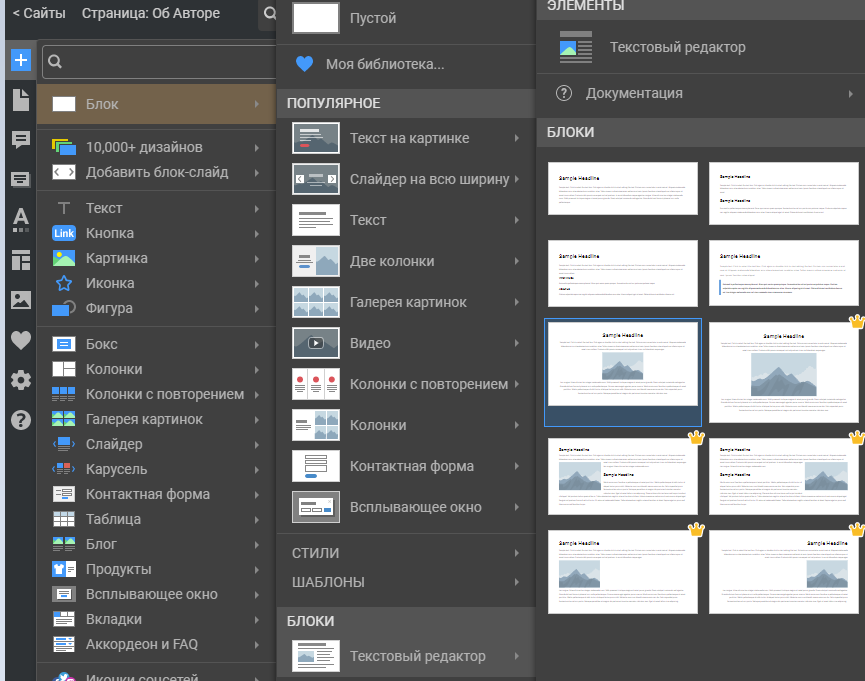 < Сайты
Страница: Об Авторе
Блок
10,000+ дизайнов
Добавить блок-слайд
Текст
Link
Кнопка
Картинка
Иконка
Фигура
Бокс
Колонки
Колонки с повторением
Галерея картинок
Слайдер
Карусель
Контактная форма
Таблица
Блог
Продукты
Всплывающее окно
Вкладки
Аккордеон и FAQ
Иконки соцсетей
Пустой
Моя библиотека...
ПОПУЛЯРНОЕ
Текст на картинке
Слайдер на всю ширину
Текст
Две колонки
Галерея картинок
Видео
Колонки с повторением
Колонки
Контактная форма
Всплывающее окно
СТИЛИ
ШАБЛОНЫ
БЛОКИ
Текстовый редактор
ЭЛЕМЕНТЫ
Текстовый редактор
Документация
БЛОКИ
Sample Headline
Sample Headline
Sample Headline
Sample Headline
Sample Headline
Sample Headline
Sample Headline
Sample Headline
Sample Headline
Sample Headline
Sample Headline
Sample Headline
Sample Headline